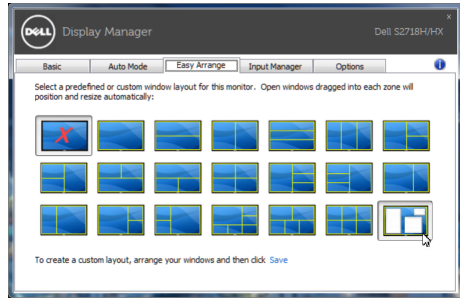 DELL Display Manager
Dell S2718H/HX
Basic Auto Mode Easy Arrange Input Manager Options
Select a predefined or custom window layout for this monitor. Open windows dragged into each zone will
position and resize automatically:
To create a custom layout, arrange your windows and then click Save